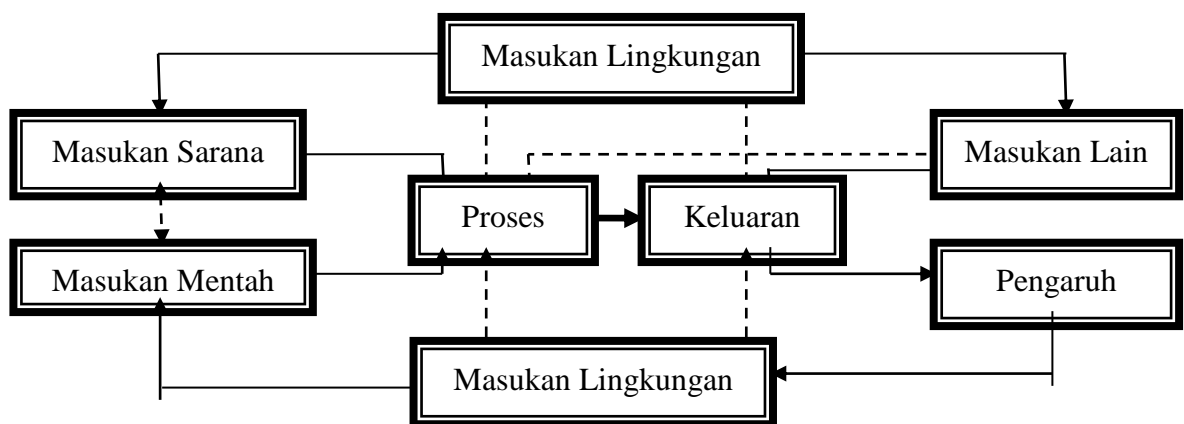 Masukan Lingkungan
Masukan Sarana
Masukan Lain
Proses
Keluaran
Masukan Mentah
Pengaruh
Masukan Lingkungan